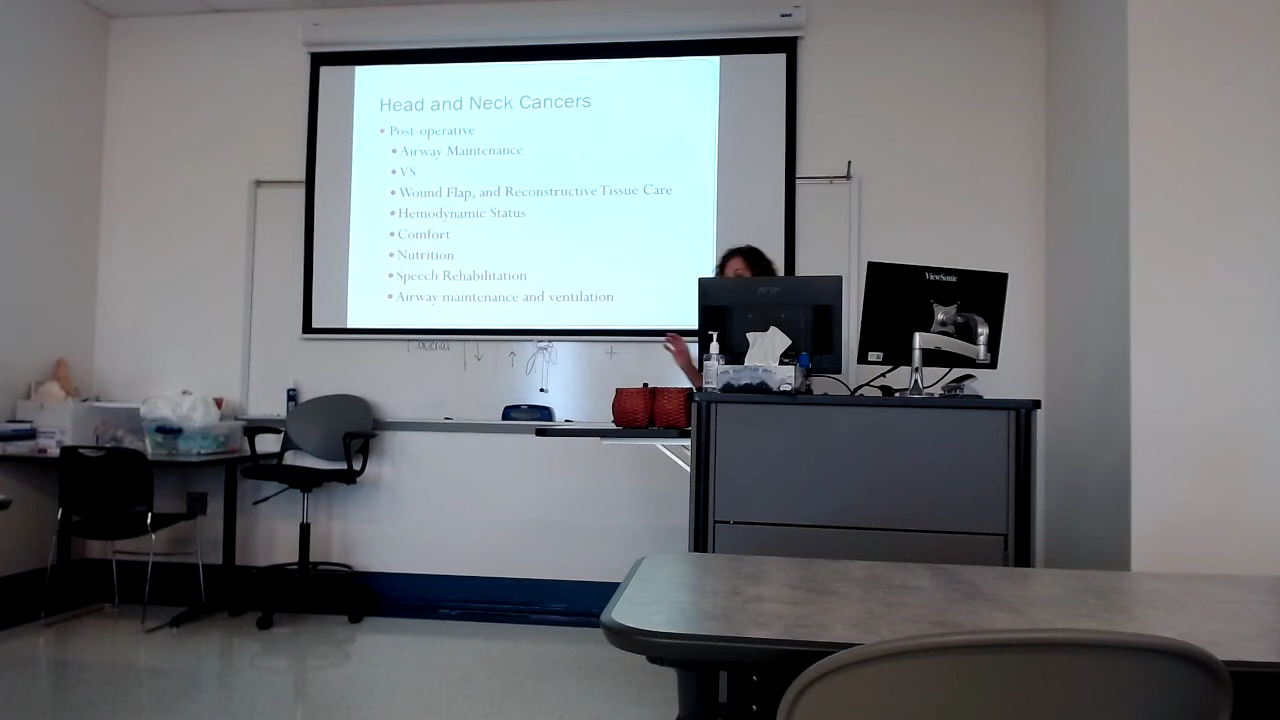 Head and Neck Cancers
• Post operative
• Airway Maintenance
• VS
• Wound Flap, and Reconstructive Tissue Care
• Hemodynamic Status
• Comfort
• Nutrition
• Speech Rehabilitation
• Airway maintenance and ventilation
ViewSonic
AOC